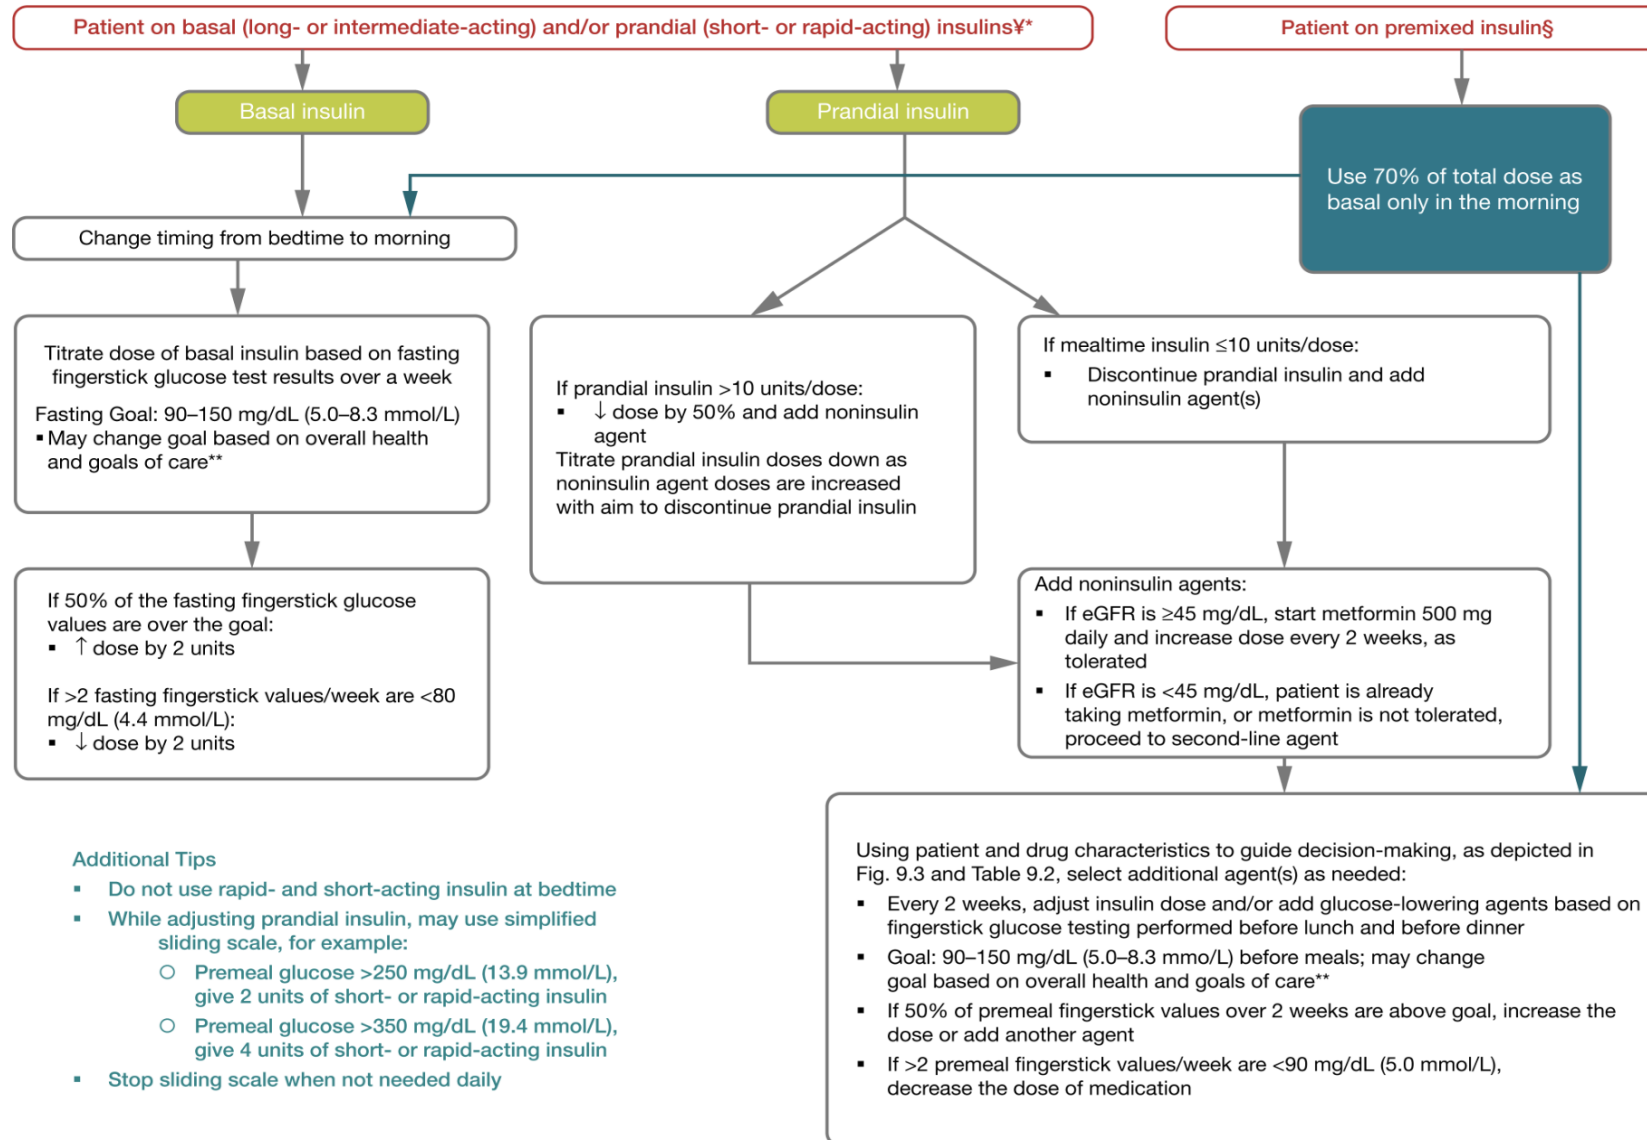 Patient on basal (long- or intermediate-acting) and/or prandial (short- or rapid-acting) insulins¥*
Patient on premixed insulin§
Basal insulin
Prandial insulin
Use 70% of total dose as
basal only in the morning
Change timing from bedtime to morning
Titrate dose of basal insulin based on fasting
fingerstick glucose test results over a week
Fasting Goal: 90–150 mg/dL (5.0–8.3 mmol/L)
▪ May change goal based on overall health
and goals of care**
If prandial insulin >10 units/dose:
▪ ↓ dose by 50% and add noninsulin
agent
Titrate prandial insulin doses down as
noninsulin agent doses are increased
with aim to discontinue prandial insulin
If mealtime insulin ≤10 units/dose:
▪ Discontinue prandial insulin and add
noninsulin agent(s)
If 50% of the fasting fingerstick glucose
values are over the goal:
▪ ↑ dose by 2 units
If >2 fasting fingerstick values/week are <80
mg/dL (4.4 mmol/L):
▪ ↓ dose by 2 units
Add noninsulin agents:
▪ If eGFR is ≥45 mg/dL, start metformin 500 mg
daily and increase dose every 2 weeks, as
tolerated
▪ If eGFR is <45 mg/dL, patient is already
taking metformin, or metformin is not tolerated,
proceed to second-line agent
Additional Tips
▪ Do not use rapid- and short-acting insulin at bedtime
▪ While adjusting prandial insulin, may use simplified
sliding scale, for example:
○ Premeal glucose >250 mg/dL (13.9 mmol/L),
give 2 units of short- or rapid-acting insulin
○ Premeal glucose >350 mg/dL (19.4 mmol/L),
give 4 units of short- or rapid-acting insulin
▪ Stop sliding scale when not needed daily
Using patient and drug characteristics to guide decision-making, as depicted in
Fig. 9.3 and Table 9.2, select additional agent(s) as needed:
▪ Every 2 weeks, adjust insulin dose and/or add glucose-lowering agents based on
fingerstick glucose testing performed before lunch and before dinner
▪ Goal: 90–150 mg/dL (5.0–8.3 mmo/L) before meals; may change
goal based on overall health and goals of care**
▪ If 50% of premeal fingerstick values over 2 weeks are above goal, increase the
dose or add another agent
▪ If >2 premeal fingerstick values/week are <90 mg/dL (5.0 mmol/L),
decrease the dose of medication